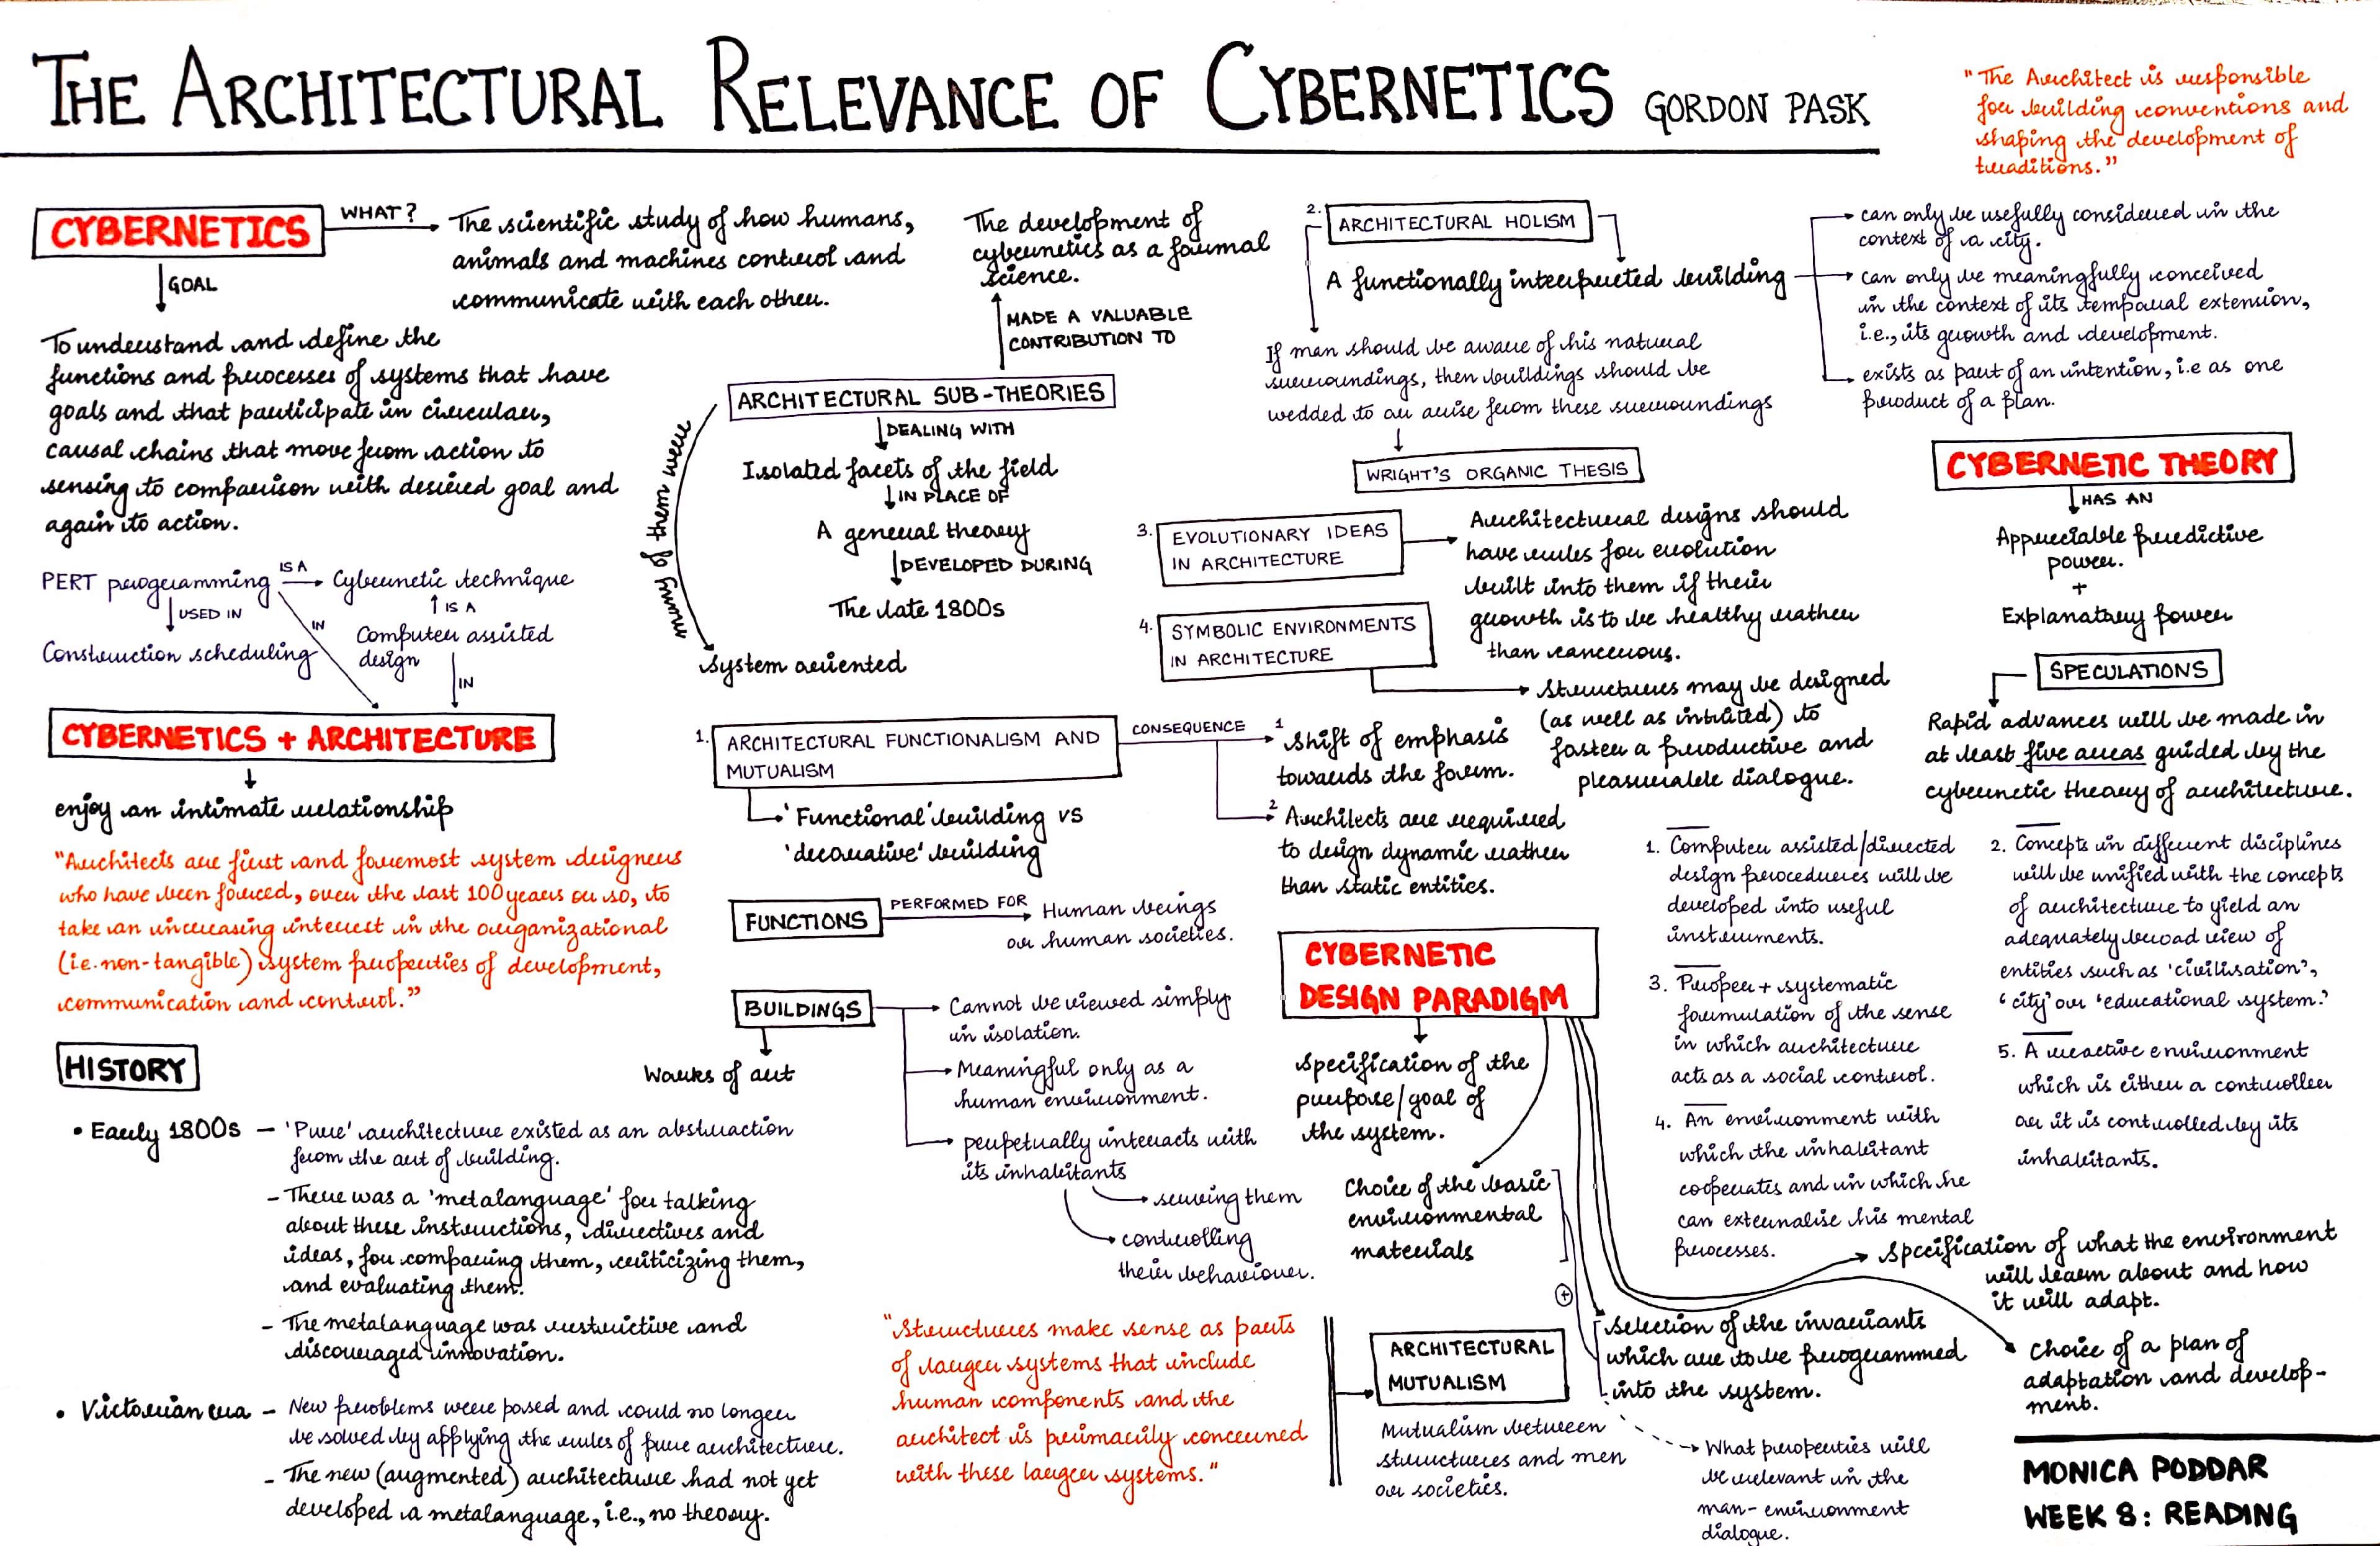 THE ARCHITECTURAL RELEVANCE OF CYBERNETICS GORDON PASK
"The Architect is responsible
for building conventions and
shaping the development of
traditions."
CYBERNETICS
WHAT?
The scientific study of how humans,
animals and machines control and
communicate with each other.
GOAL
To understand and define the
functions and processes of systems that have
goals and that participate in circular,
causal chains that move from action to
sensing to comparison with desired goal and
again to action.
PERT programming
IS A
Cybernetic technique
USED IN
IN
IS A
Construction scheduling
Computer assisted
design
IN
CYBERNETICS + ARCHITECTURE
enjoy an intimate relationship
"Architects are first and foremost system designers
who have been forced, over the last 100 years or so, to
take an increasing interest in the organizational
(i.e. non-tangible) system properties of development,
communication and control."
HISTORY
• Early 1800s – 'Pure' architecture existed as an abstraction
from the art of building.
– There was a 'metalanguage' for talking
about these instructions, directives and
ideas, for comparing them, criticizing them,
and evaluating them.
– The metalanguage was restrictive and
discouraged innovation.
• Victorian era – New problems were posed and could no longer
be solved by applying the rules of pure architecture.
– The new (augmented) architecture had not yet
developed a metalanguage, i.e., no theory.
The development of
cybernetics as a formal
science.
MADE A VALUABLE
CONTRIBUTION TO
ARCHITECTURAL SUB-THEORIES
DEALING WITH
Isolated facets of the field
IN PLACE OF
A general theory
DEVELOPED DURING
The late 1800s
many of them were
system oriented
1. ARCHITECTURAL FUNCTIONALISM AND
MUTUALISM
'Functional' building vs
'decorative' building
CONSEQUENCE
1 Shift of emphasis
towards the form.
2 Architects are required
to design dynamic rather
than static entities.
FUNCTIONS
PERFORMED FOR
Human beings
or human societies.
BUILDINGS
Works of art
Cannot be viewed simply
in isolation.
Meaningful only as a
human environment.
perpetually interacts with
its inhabitants
serving them
controlling
their behaviour.
"Structures make sense as parts
of larger systems that include
human components and the
architect is primarily concerned
with these larger systems."
ARCHITECTURAL
MUTUALISM
Mutualism between
structures and men
or societies.
2. ARCHITECTURAL HOLISM
A functionally interpreted building
can only be usefully considered in the
context of a city.
can only be meaningfully conceived
in the context of its temporal extension,
i.e., its growth and development.
exists as part of an intention, i.e as one
product of a plan.
If man should be aware of his natural
surroundings, then buildings should be
wedded to or arise from these surroundings
WRIGHT'S ORGANIC THESIS
3. EVOLUTIONARY IDEAS
IN ARCHITECTURE
Architectural designs should
have rules for evolution
built into them if their
growth is to be healthy rather
than cancerous.
4. SYMBOLIC ENVIRONMENTS
IN ARCHITECTURE
Structures may be designed
(as well as intuited) to
foster a productive and
pleasurable dialogue.
CYBERNETIC THEORY
HAS AN
Appreciable predictive
power.
+
Explanatory power
SPECULATIONS
Rapid advances will be made in
at least five areas guided by the
cybernetic theory of architecture.
1. Computer assisted/directed
design procedures will be
developed into useful
instruments.
2. Concepts in different disciplines
will be unified with the concepts
of architecture to yield an
adequately broad view of
entities such as 'civilisation',
'city' or 'educational system.'
3. Proper + systematic
formulation of the sense
in which architecture
acts as a social control.
4. An environment with
which the inhabitant
cooperates and in which he
can externalise his mental
processes.
5. A reactive environment
which is either a controller
or it is controlled by its
inhabitants.
CYBERNETIC
DESIGN PARADIGM
Specification of the
purpose/goal of
the system.
Choice of the basic
environmental
materials
+
Selection of the invariants
which are to be programmed
into the system.
What properties will
be relevant in the
man-environment
dialogue.
Specification of what the environment
will learn about and how
it will adapt.
Choice of a plan of
adaptation and develop-
ment.
MONICA PODDAR
WEEK 8: READING